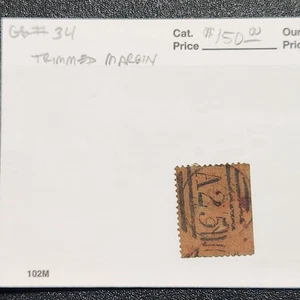 GB# 34
TRIMMED MARGIN
Cat. Price $150.00
Our
Pric
A25
102M